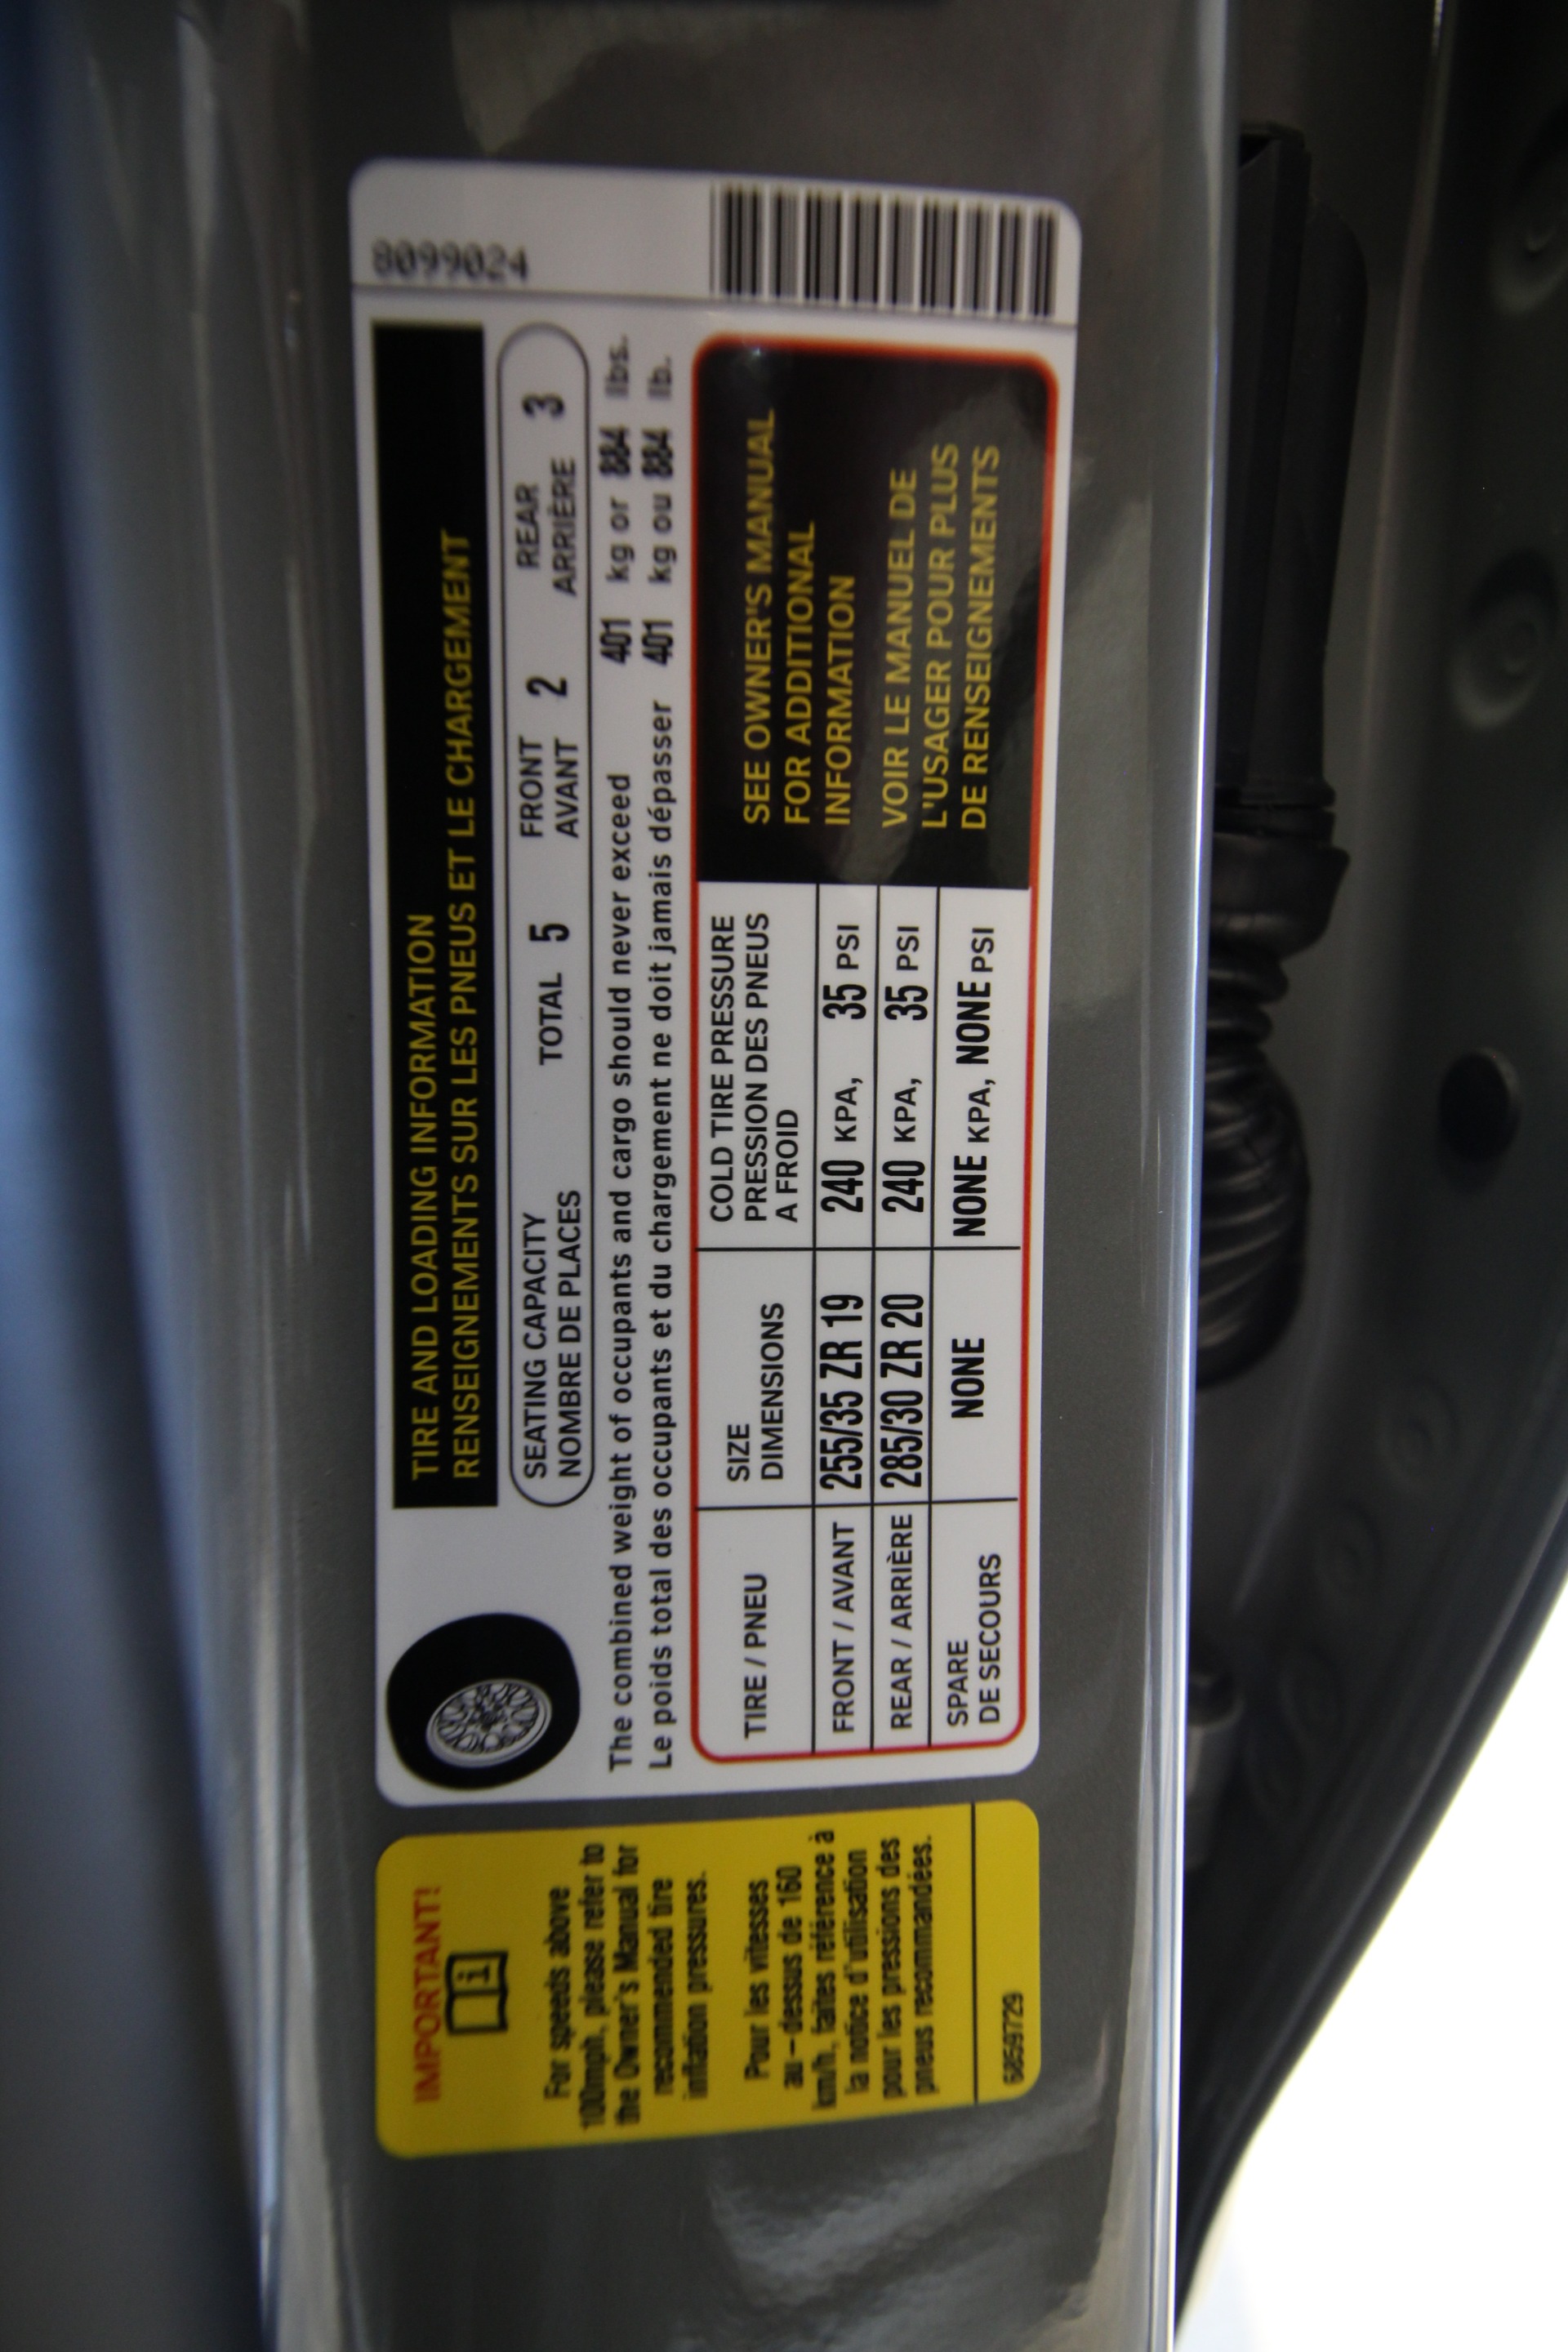 IMPORTANT!
For speeds above
100mph, please refer to
the Owner's Manual for
recommended tire
inflation pressures.
Pour les vitesses
au-dessus de 160
km/h, faites référence à
la notice d'utilisation
pour les pressions des
pneus recommandées.
6869729
TIRE AND LOADING INFORMATION
RENSEIGNEMENTS SUR LES PNEUS ET LE CHARGEMENT
SEATING CAPACITY
NOMBRE DE PLACES
TOTAL 5
FRONT
AVANT 2
REAR
ARRIÈRE 3
The combined weight of occupants and cargo should never exceed 401 kg or 884 lbs.
Le poids total des occupants et du chargement ne doit jamais dépasser 401 kg ou 884 lb.
TIRE / PNEU
SIZE
DIMENSIONS
COLD TIRE PRESSURE
PRESSION DES PNEUS
A FROID
FRONT / AVANT 255/35 ZR 19 240 KPA, 35 PSI
REAR / ARRIÈRE 285/30 ZR 20 240 KPA, 35 PSI
SPARE
DE SECOURS NONE NONE KPA, NONE PSI
SEE OWNER'S MANUAL
FOR ADDITIONAL
INFORMATION
VOIR LE MANUEL DE
L'USAGER POUR PLUS
DE RENSEIGNEMENTS
8099024